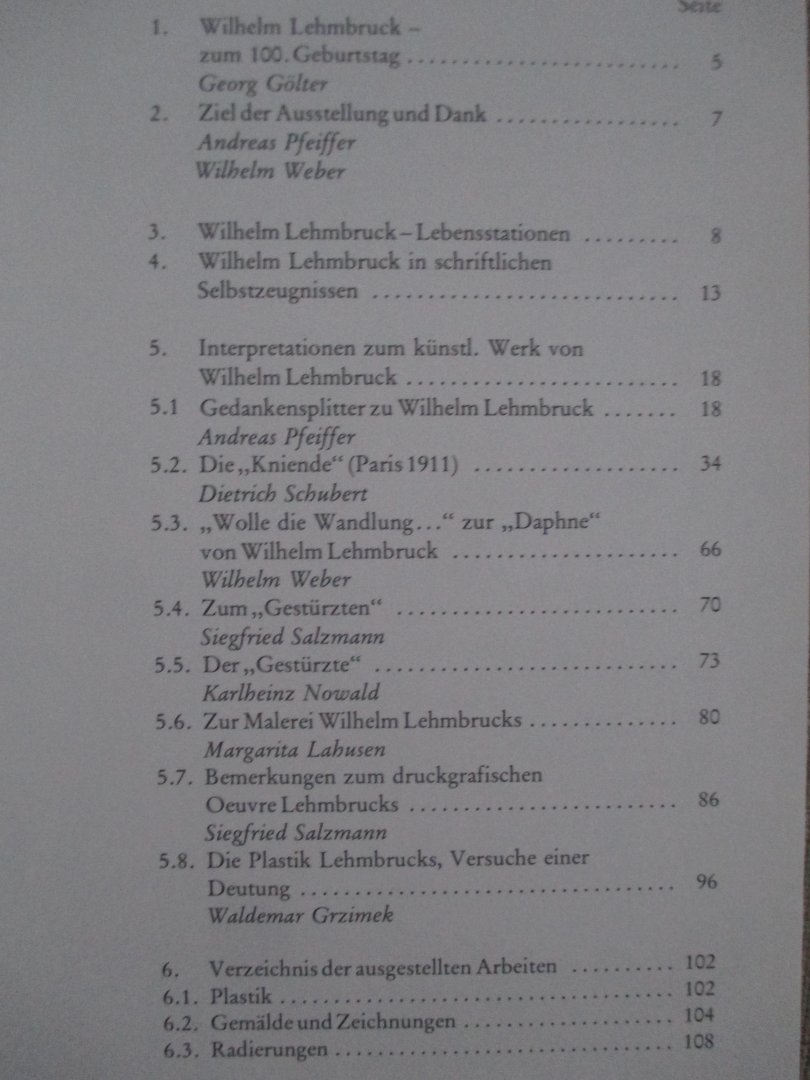 Seite
1. Wilhelm Lehmbruck –
zum 100. Geburtstag ........................ 5
Georg Gölter
2. Ziel der Ausstellung und Dank ................ 7
Andreas Pfeiffer
Wilhelm Weber
3. Wilhelm Lehmbruck – Lebensstationen ......... 8
4. Wilhelm Lehmbruck in schriftlichen
Selbstzeugnissen ........................... 13
5. Interpretationen zum künstl. Werk von
Wilhelm Lehmbruck ........................ 18
5.1 Gedankensplitter zu Wilhelm Lehmbruck ....... 18
Andreas Pfeiffer
5.2. Die „Kniende“ (Paris 1911) .................. 34
Dietrich Schubert
5.3. „Wolle die Wandlung...“ zur „Daphne“
von Wilhelm Lehmbruck .................... 66
Wilhelm Weber
5.4. Zum „Gestürzten“ ......................... 70
Siegfried Salzmann
5.5. Der „Gestürzte“ ........................... 73
Karlheinz Nowald
5.6. Zur Malerei Wilhelm Lehmbrucks .............. 80
Margarita Lahusen
5.7. Bemerkungen zum druckgrafischen
Oeuvre Lehmbrucks ........................ 86
Siegfried Salzmann
5.8. Die Plastik Lehmbrucks, Versuche einer
Deutung .................................. 96
Waldemar Grzimek
6. Verzeichnis der ausgestellten Arbeiten .......... 102
6.1. Plastik ................................... 102
6.2. Gemälde und Zeichnungen ................... 104
6.3. Radierungen .............................. 108